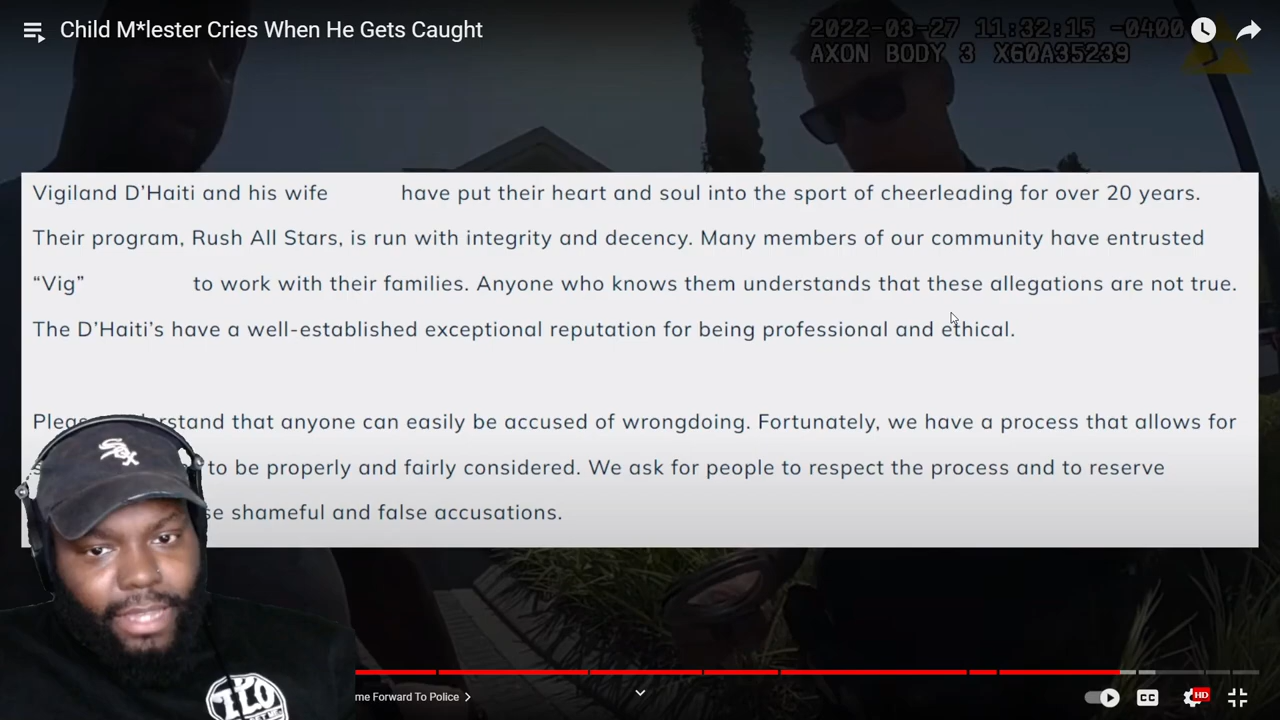 Child M*lester Cries When He Gets Caught
2022-03-27 11:32:15 -0400
AXON BODY 3 X60A35239
Vigiland D’Haiti and his wife have put their heart and soul into the sport of cheerleading for over 20 years.
Their program, Rush All Stars, is run with integrity and decency. Many members of our community have entrusted
“Vig” to work with their families. Anyone who knows them understands that these allegations are not true.
The D’Haiti’s have a well-established exceptional reputation for being professional and ethical.
that anyone can easily be accused of wrongdoing. Fortunately, we have a process that allows for
to be properly and fairly considered. We ask for people to respect the process and to reserve
shameful and false accusations.
Sox
me Forward To Police >
CC
HD